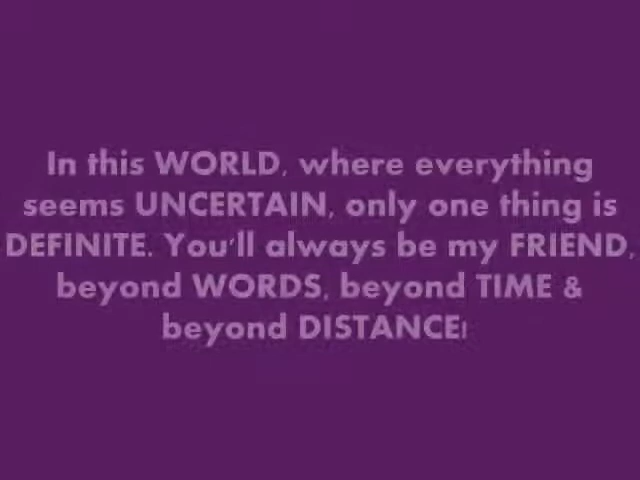 In this WORLD, where everything
seems UNCERTAIN, only one thing is
DEFINITE. You'll always be my FRIEND,
beyond WORDS, beyond TIME &
beyond DISTANCE!